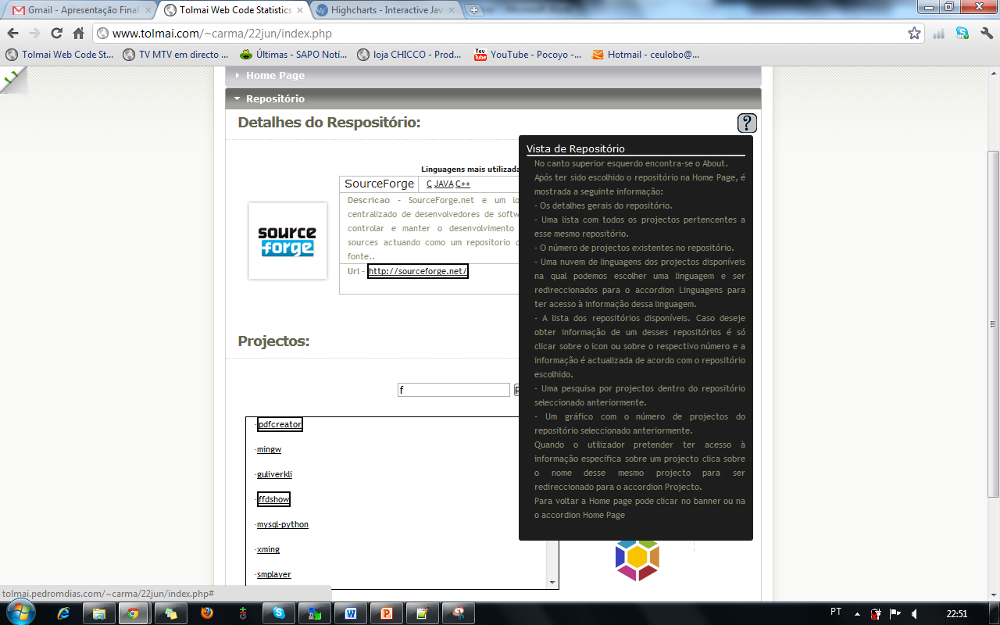 Gmail - Apresentação Final
Tolmai Web Code Statistics
Highcharts - Interactive Jav
www.tolmai.com/~carma/22jun/index.php
Tolmai Web Code St...
TV MTV em directo ...
Últimas - SAPO Notí...
loja CHICCO - Prod...
YouTube - Pocoyo -...
Hotmail - ceulobo@...
Home Page
Repositório
Detalhes do Respositório:
?
Linguagens mais utilizada
SourceForge
C JAVA C++
Descricao - SourceForge.net e um lo
centralizado de desenvolvedores de softw
controlar e manter o desenvolvimento
sources actuando como um repositorio d
fonte..
Url - http://sourceforge.net/
source
forge
Projectos:
f
-pdfcreator
-mingw
-guliverkli
-ffdshow
-mysql-python
-xming
-smplayer
Vista de Repositório
No canto superior esquerdo encontra-se o About.
Após ter sido escolhido o repositório na Home Page, é
mostrada a seguinte informação:
- Os detalhes gerais do repositório.
- Uma lista com todos os projectos pertencentes a
esse mesmo repositório.
- O número de projectos existentes no repositório.
- Uma nuvem de linguagens dos projectos disponíveis
na qual podemos escolher uma linguagem e ser
redireccionados para o accordion Linguagens para
ter acesso à informação dessa linguagem.
- A lista dos repositórios disponíveis. Caso deseje
obter informação de um desses repositórios é só
clicar sobre o icon ou sobre o respectivo número e a
informação é actualizada de acordo com o repositório
escolhido.
- Uma pesquisa por projectos dentro do repositório
seleccionado anteriormente.
- Um gráfico com o número de projectos do
repositório seleccionado anteriormente.
Quando o utilizador pretender ter acesso à
informação específica sobre um projecto clica sobre
o nome desse mesmo projecto para ser
redireccionado para o accordion Projecto.
Para voltar a Home page pode clicar no banner ou na
o accordion Home Page
tolmai.pedromdias.com/~carma/22jun/index.php#
PT
22:51